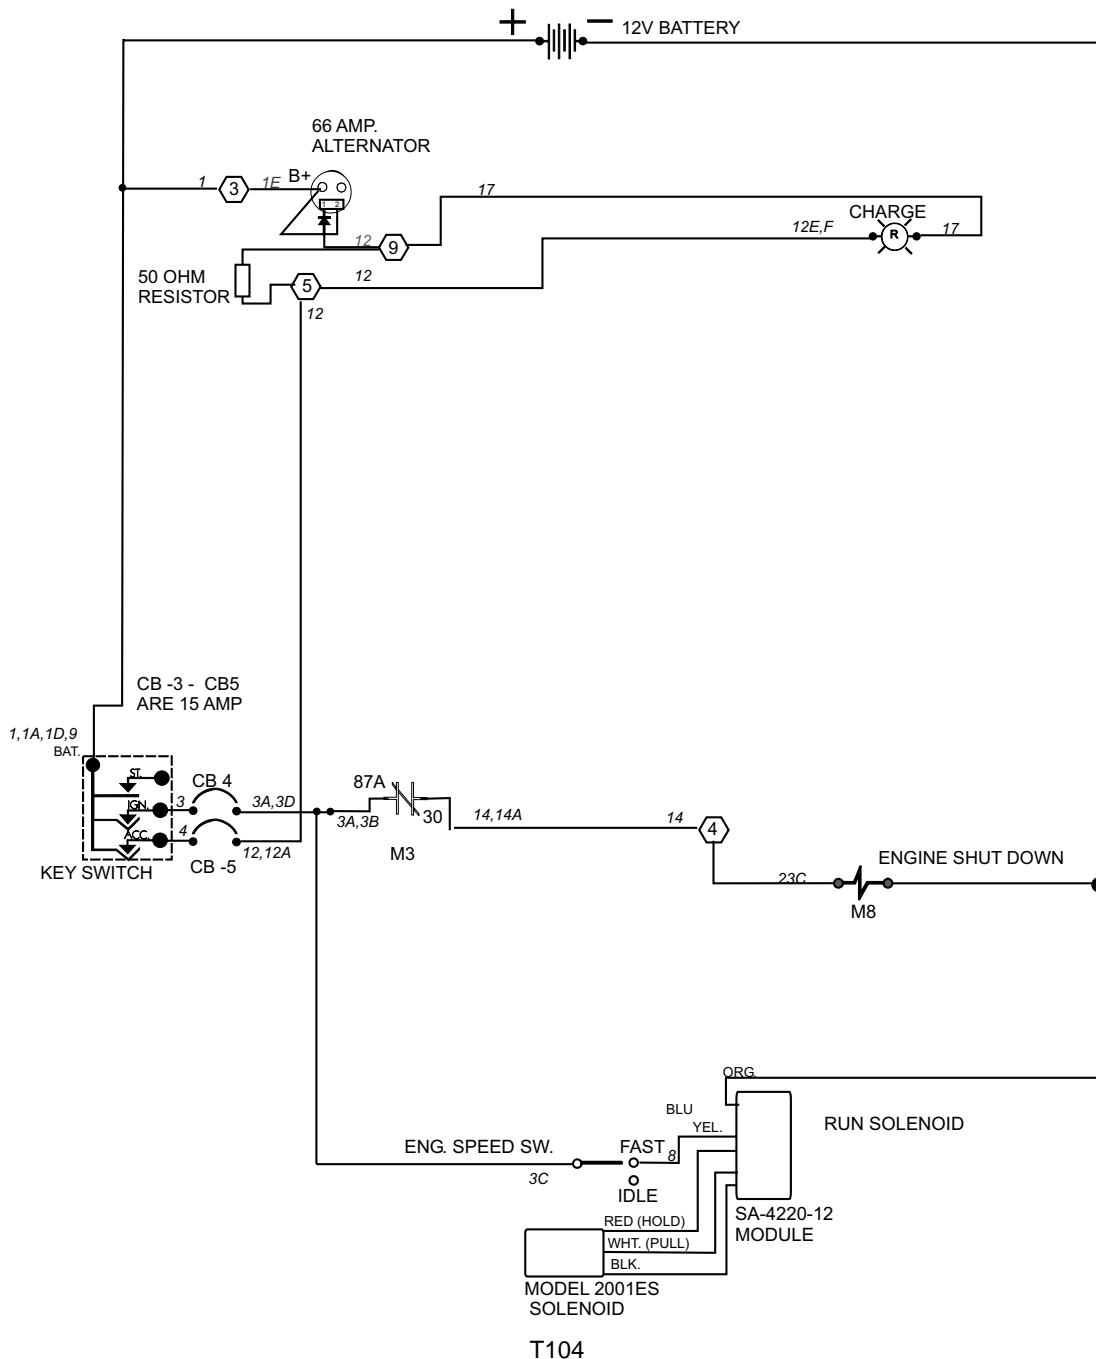 +
− 12V BATTERY
66 AMP.
ALTERNATOR
1
3
1E
B+
1 2
17
CHARGE
12E,F
R
17
12
9
50 OHM
RESISTOR
12
5
12
CB -3 - CB5
ARE 15 AMP
1,1A,1D,9
BAT.
ST.
IGN.
ACC.
3
4
CB 4
3A,3D
12,12A
CB -5
KEY SWITCH
87A
3A,3B
30
M3
14,14A
14
4
ENGINE SHUT DOWN
23C
M8
ORG.
BLU
YEL.
RUN SOLENOID
ENG. SPEED SW.
FAST
8
3C
IDLE
RED (HOLD)
WHT. (PULL)
BLK.
SA-4220-12
MODULE
MODEL 2001ES
SOLENOID
T104